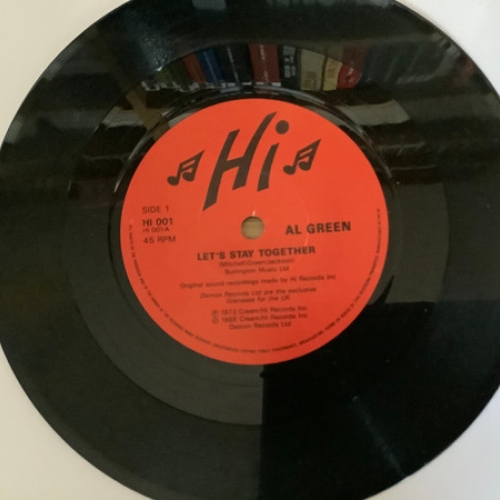 Hi
SIDE 1
HI 001
HI 001-A
45 RPM
AL GREEN
LET'S STAY TOGETHER
(Mitchell/Green/Jackson)
Burlington Music Ltd
Original sound recordings made by Hi Records Inc
Demon Records Ltd are the exclusive
licensees for the UK
℗ 1972 Cream/Hi Records Inc
© 1985 Cream/Hi Records Inc
Demon Records Ltd